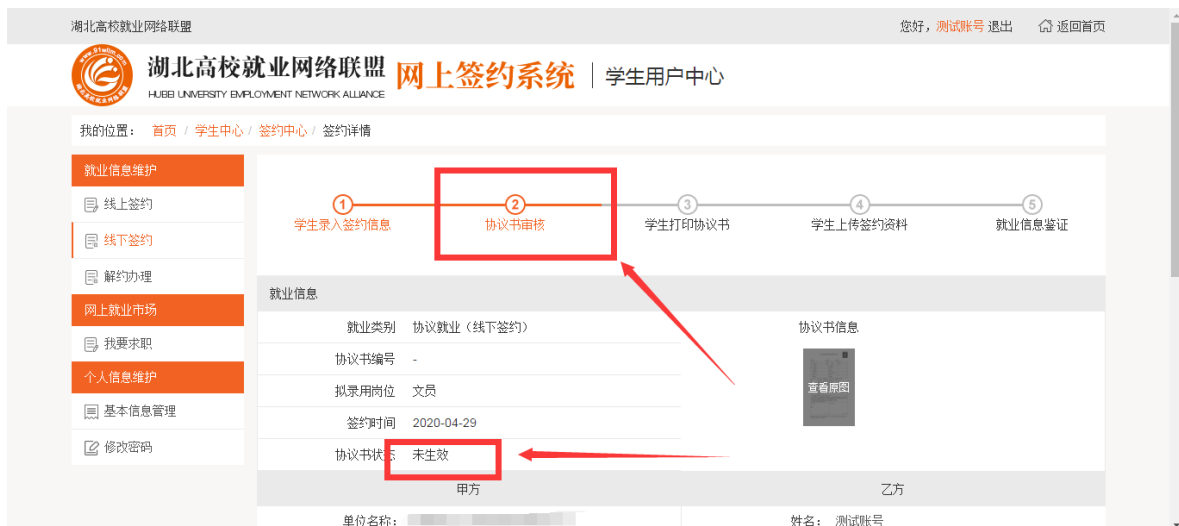 湖北高校就业网络联盟
您好，测试账号 退出 返回首页
湖北高校就业网络联盟 网上签约系统 学生用户中心
HUBEI UNIVERSITY EMPLOYMENT NETWORK ALLIANCE
我的位置： 首页 / 学生中心 / 签约中心 / 签约详情
就业信息维护
线上签约
线下签约
解约办理
网上就业市场
我要求职
个人信息维护
基本信息管理
修改密码
1 2 3 4 5
学生录入签约信息 协议书审核 学生打印协议书 学生上传签约资料 就业信息鉴证
就业信息
就业类别 协议就业（线下签约） 协议书信息
协议书编号 -
查看原图
拟录用岗位 文员
签约时间 2020-04-29
协议书状态 未生效
甲方 乙方
单位名称： 姓名： 测试账号